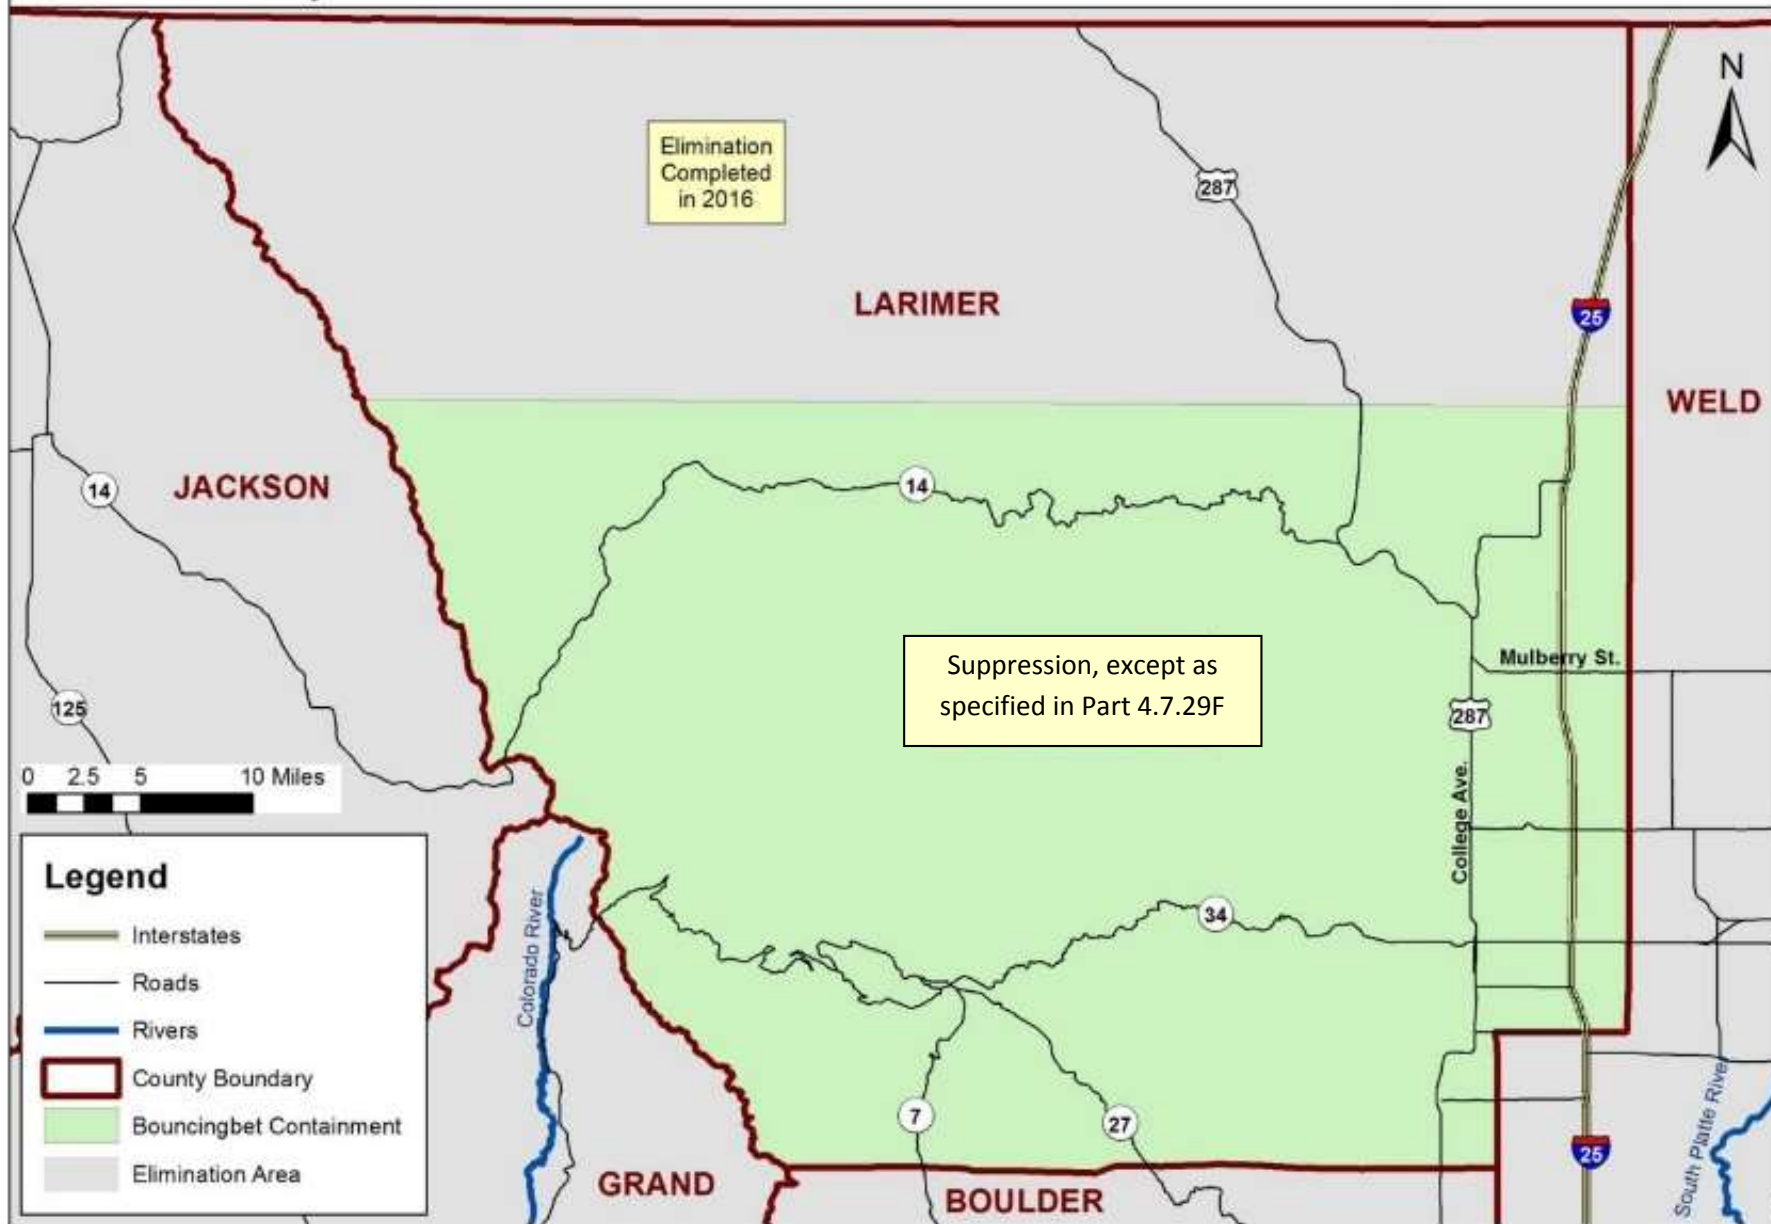 N
Elimination
Completed
in 2016
287
LARIMER
25
WELD
14
JACKSON
14
Suppression, except as
specified in Part 4.7.29F
Mulberry St.
287
125
0 2.5 5 10 Miles
College Ave.
Legend
Interstates
Roads
Rivers
County Boundary
Bouncingbet Containment
Elimination Area
Colorado River
34
7
27
25
South Platte River
GRAND
BOULDER